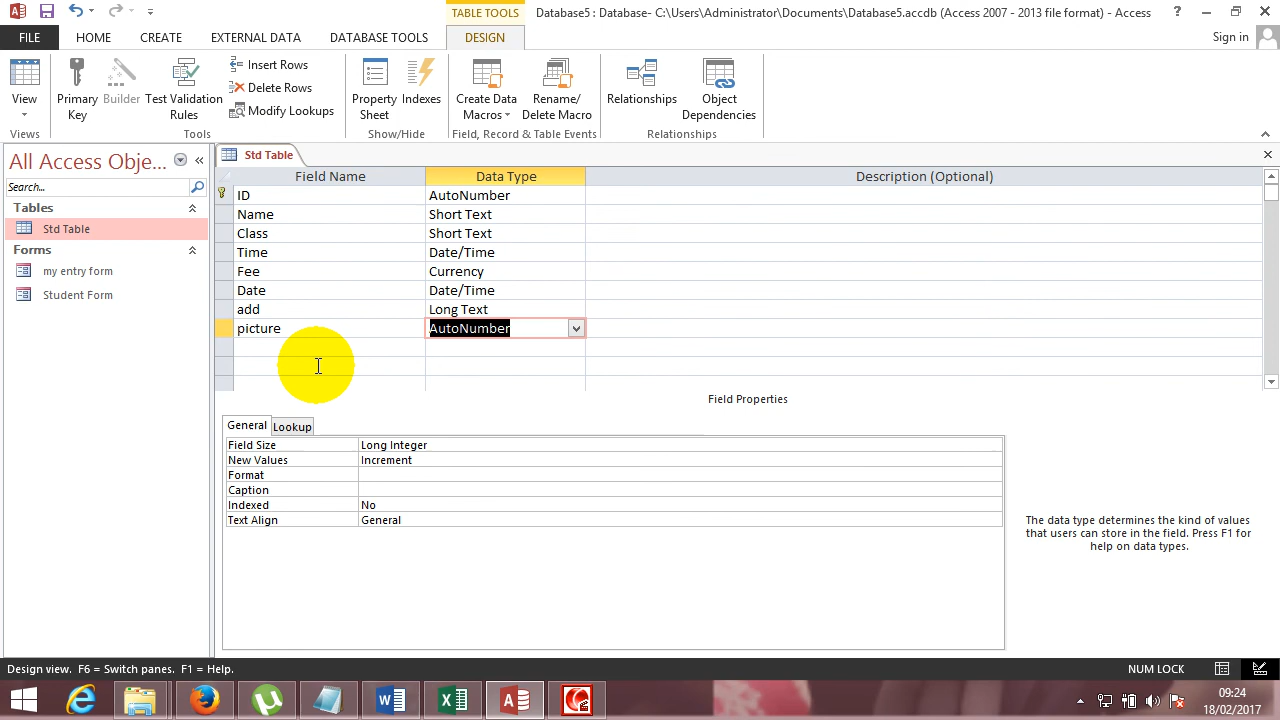 TABLE TOOLS
Database5 : Database- C:\Users\Administrator\Documents\Database5.accdb (Access 2007 - 2013 file format) - Access
?
FILE HOME CREATE EXTERNAL DATA DATABASE TOOLS DESIGN Sign in
View
Primary Key
Builder
Test Validation Rules
Insert Rows
Delete Rows
Modify Lookups
Property Sheet
Indexes
Create Data Macros
Rename/ Delete Macro
Relationships
Object Dependencies
Views Tools Show/Hide Field, Record & Table Events Relationships
All Access Obje...
Search...
Tables
Std Table
Forms
my entry form
Student Form
Std Table
Field Name Data Type Description (Optional)
ID AutoNumber
Name Short Text
Class Short Text
Time Date/Time
Fee Currency
Date Date/Time
add Long Text
picture AutoNumber
Field Properties
General Lookup
Field Size Long Integer
New Values Increment
Format
Caption
Indexed No
Text Align General
The data type determines the kind of values
that users can store in the field. Press F1 for
help on data types.
Design view. F6 = Switch panes. F1 = Help.
NUM LOCK
09:24
18/02/2017